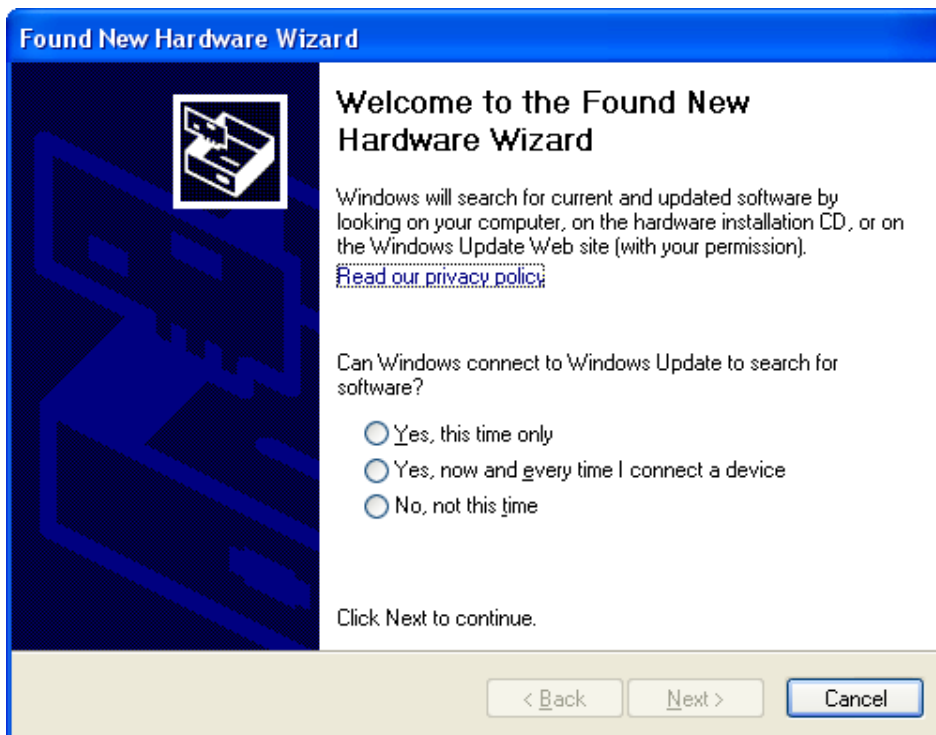 Found New Hardware Wizard
Welcome to the Found New
Hardware Wizard
Windows will search for current and updated software by
looking on your computer, on the hardware installation CD, or on
the Windows Update Web site (with your permission).
Read our privacy policy
Can Windows connect to Windows Update to search for
software?
Yes, this time only
Yes, now and every time I connect a device
No, not this time
Click Next to continue.
< Back
Next >
Cancel